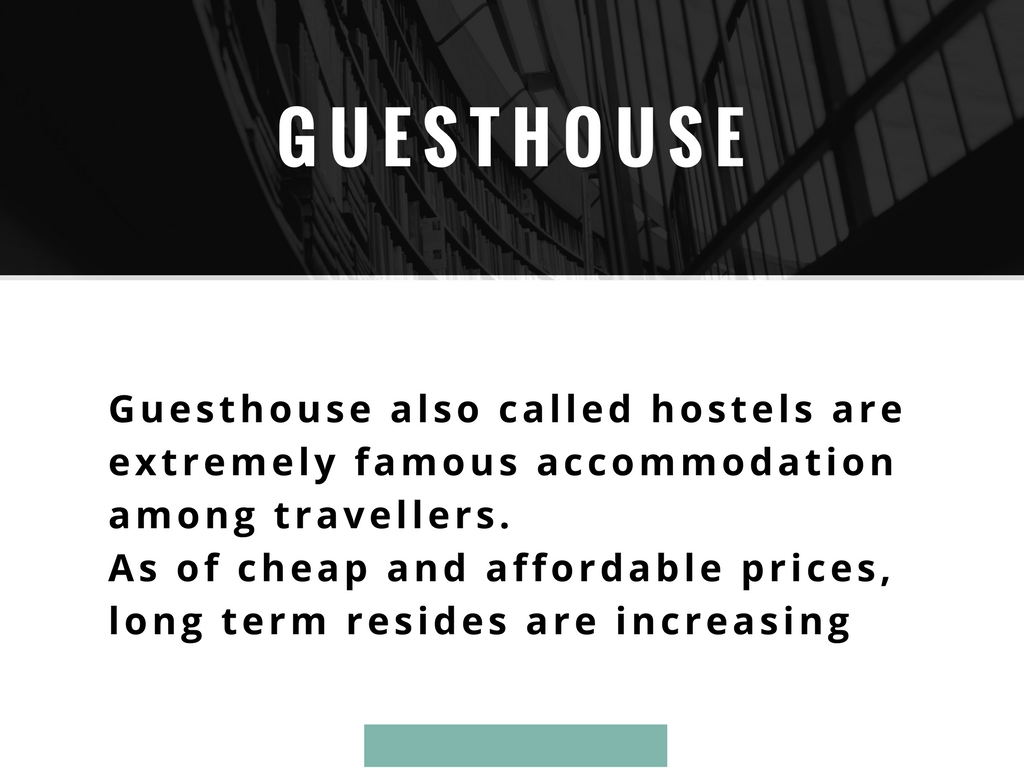 GUESTHOUSE
Guesthouse also called hostels are
extremely famous accommodation
among travellers.
As of cheap and affordable prices,
long term resides are increasing